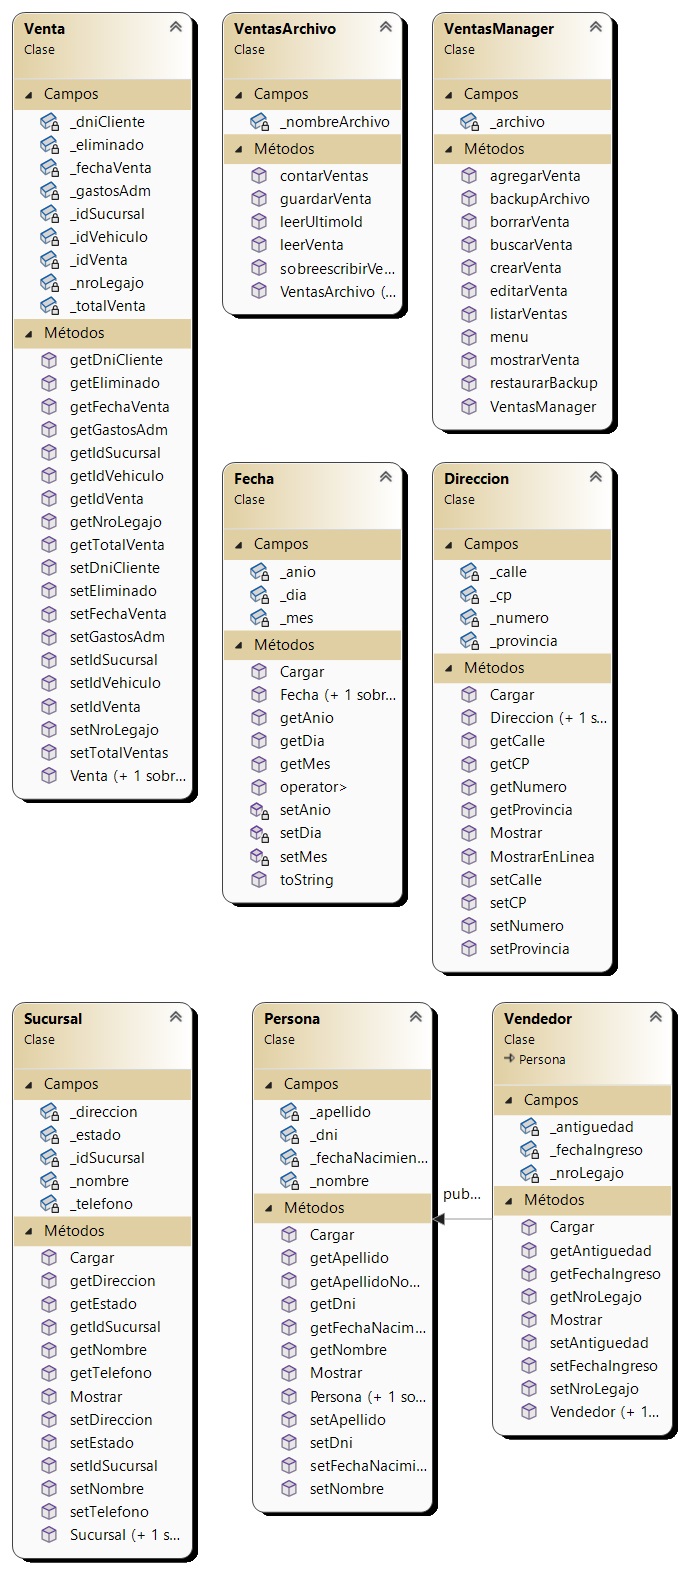 Venta
Clase
Campos
_dniCliente
_eliminado
_fechaVenta
_gastosAdm
_idSucursal
_idVehiculo
_idVenta
_nroLegajo
_totalVenta
Métodos
getDniCliente
getEliminado
getFechaVenta
getGastosAdm
getIdSucursal
getIdVehiculo
getIdVenta
getNroLegajo
getTotalVenta
setDniCliente
setEliminado
setFechaVenta
setGastosAdm
setIdSucursal
setIdVehiculo
setIdVenta
setNroLegajo
setTotalVentas
Venta (+ 1 sobr...
VentasArchivo
Clase
Campos
_nombreArchivo
Métodos
contarVentas
guardarVenta
leerUltimoId
leerVenta
sobreescribirVe...
VentasArchivo (...
VentasManager
Clase
Campos
_archivo
Métodos
agregarVenta
backupArchivo
borrarVenta
buscarVenta
crearVenta
editarVenta
listarVentas
menu
mostrarVenta
restaurarBackup
VentasManager
Fecha
Clase
Campos
_anio
_dia
_mes
Métodos
Cargar
Fecha (+ 1 sobr...
getAnio
getDia
getMes
operator>
setAnio
setDia
setMes
toString
Direccion
Clase
Campos
_calle
_cp
_numero
_provincia
Métodos
Cargar
Direccion (+ 1 s...
getCalle
getCP
getNumero
getProvincia
Mostrar
MostrarEnLinea
setCalle
setCP
setNumero
setProvincia
Sucursal
Clase
Campos
_direccion
_estado
_idSucursal
_nombre
_telefono
Métodos
Cargar
getDireccion
getEstado
getIdSucursal
getNombre
getTelefono
Mostrar
setDireccion
setEstado
setIdSucursal
setNombre
setTelefono
Sucursal (+ 1 s...
Persona
Clase
Campos
_apellido
_dni
_fechaNacimien...
_nombre
Métodos
Cargar
getApellido
getApellidoNo...
getDni
getFechaNacim...
getNombre
Mostrar
Persona (+ 1 so...
setApellido
setDni
setFechaNacimi...
setNombre
pub...
Vendedor
Clase
Persona
Campos
_antiguedad
_fechaIngreso
_nroLegajo
Métodos
Cargar
getAntiguedad
getFechaIngreso
getNroLegajo
Mostrar
setAntiguedad
setFechaIngreso
setNroLegajo
Vendedor (+ 1...